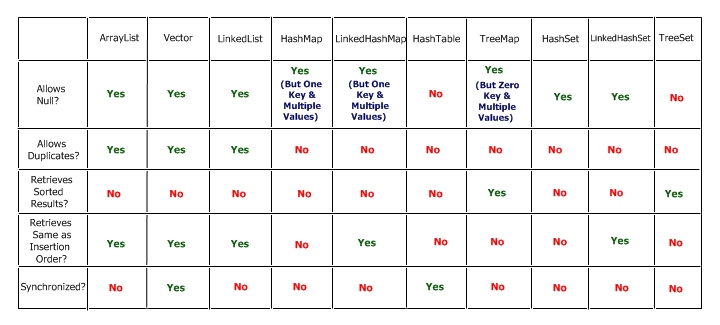 ArrayList Vector LinkedList HashMap LinkedHashMap HashTable TreeMap HashSet LinkedHashSet TreeSet
Allows Null? Yes Yes Yes Yes (But One Key & Multiple Values) Yes (But One Key & Multiple Values) No Yes (But Zero Key & Multiple Values) Yes Yes No
Allows Duplicates? Yes Yes Yes No No No No No No No
Retrieves Sorted Results? No No No No No No Yes No No Yes
Retrieves Same as Insertion Order? Yes Yes Yes No Yes No No No Yes No
Synchronized? No Yes No No No Yes No No No No